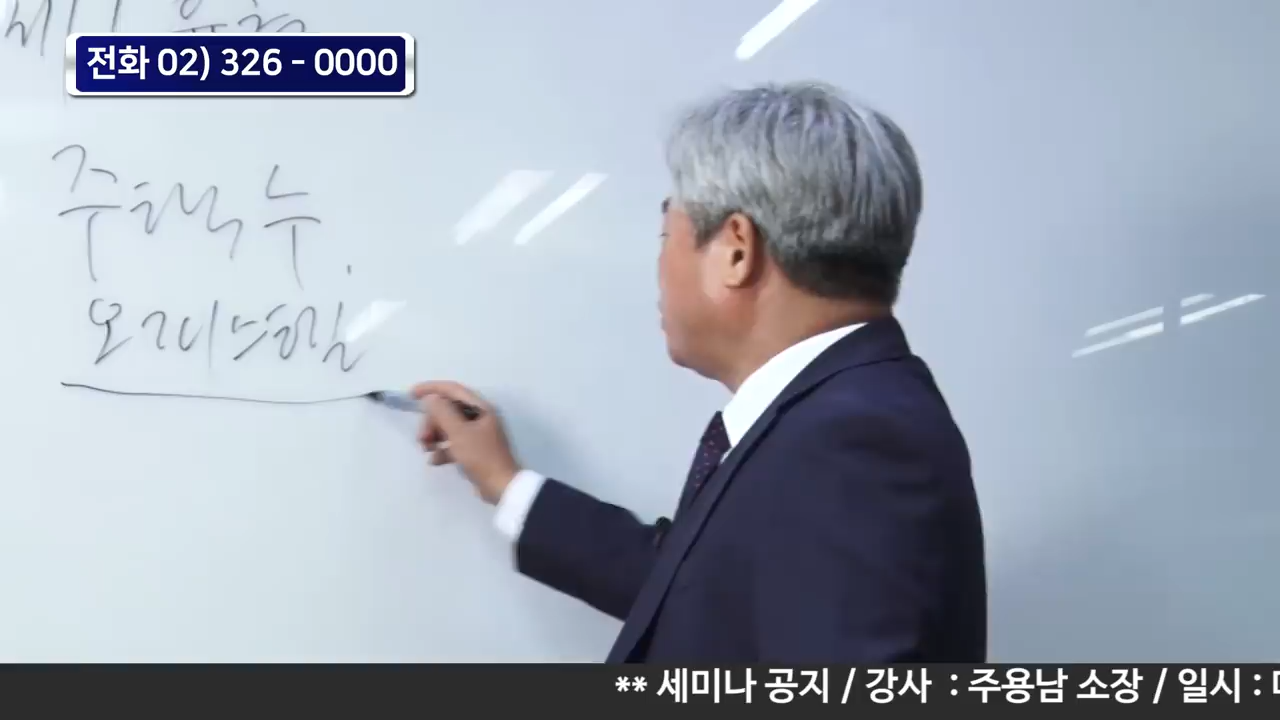 전화 02) 326 - 0000
주택수.
오피스텔
** 세미나 공지 / 강사 : 주용남 소장 / 일시 :